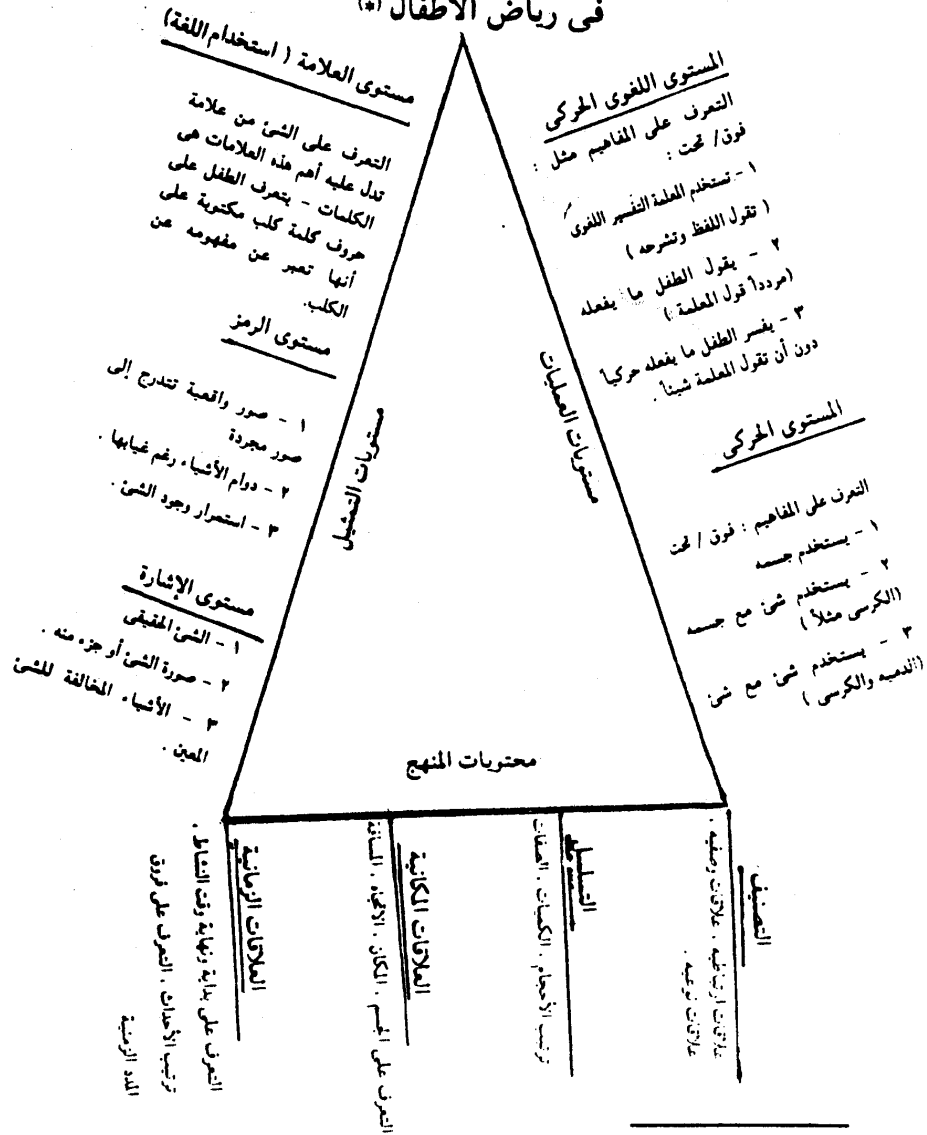 فى رياض الأطفال (*)
المستوى اللغوى الحركى
التعرف على المفاهيم مثل :
فوق/ تحت :
١ - تستخدم المعلمة التفسير اللغوى
( تقول اللفظ وتشرحه )
٢ - يقول الطفل ما يفعله
(مردداً قول المعلمة )
٣ - يفسر الطفل ما يفعله حركياً
دون أن تقول المعلمة شيئاً .
المستوى الحركى
التعرف على المفاهيم : فوق / تحت
١ - يستخدم جسمه
٢ - يستخدم شئ مع جسمه
(الكرسى مثلاً )
٣ - يستخدم شئ مع شئ
(الدميه والكرسى )
مستويات العمليات
مستوى العلامة ( استخدام اللغة)
التعرف على الشئ من علامة
تدل عليه أهم هذه العلامات هى
الكلمات - يتعرف الطفل على
حروف كلمة كلب مكتوبة على
أنها تعبر عن مفهومه عن
الكلب.
مستوى الرمز
١ - صور واقعية تتدرج إلى
صور مجردة
٢ - دوام الأشياء رغم غيابها .
٣ - استمرار وجود الشئ .
مستوى الإشارة
١ - الشئ الحقيقى
٢ - صورة الشئ أو جزء منه .
٣ - الأشياء المخالفة للشئ
المعين .
مستويات التمثيل
محتويات المنهج
التصنيف
علاقات ارتباطيه ، علاقات وصفيه .
علاقات نوعيه .
التسلسل
ترتيب الأحجام ، الكميات ، الصفات
العلاقات المكانية
التعرف على الجسم ، المكان ، الاتجاه ، المسافة
العلاقات الزمانية
التعرف على بداية ونهاية وقت النشاط .
ترتيب الأحداث ، التعرف على فروق
المدد الزمنية